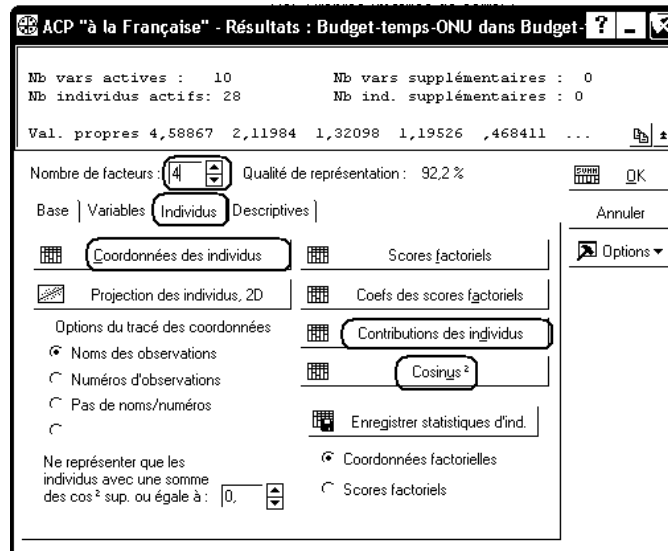 ACP "à la Française" - Résultats : Budget-temps-ONU dans Budget-
Nb vars actives : 10 Nb vars supplémentaires : 0
Nb individus actifs: 28 Nb ind. supplémentaires : 0
Val. propres 4,58867 2,11984 1,32098 1,19526 ,468411 ...
Nombre de facteurs : 4 Qualité de représentation : 92,2 %
OK
Base Variables Individus Descriptives
Annuler
Coordonnées des individus Scores factoriels
Options
Projection des individus, 2D Coefs des scores factoriels
Options du tracé des coordonnées
Contributions des individus
Noms des observations
Cosinus²
Numéros d'observations
Pas de noms/numéros
Enregistrer statistiques d'ind.
Ne représenter que les
individus avec une somme
des cos² sup. ou égale à : 0,
Coordonnées factorielles
Scores factoriels